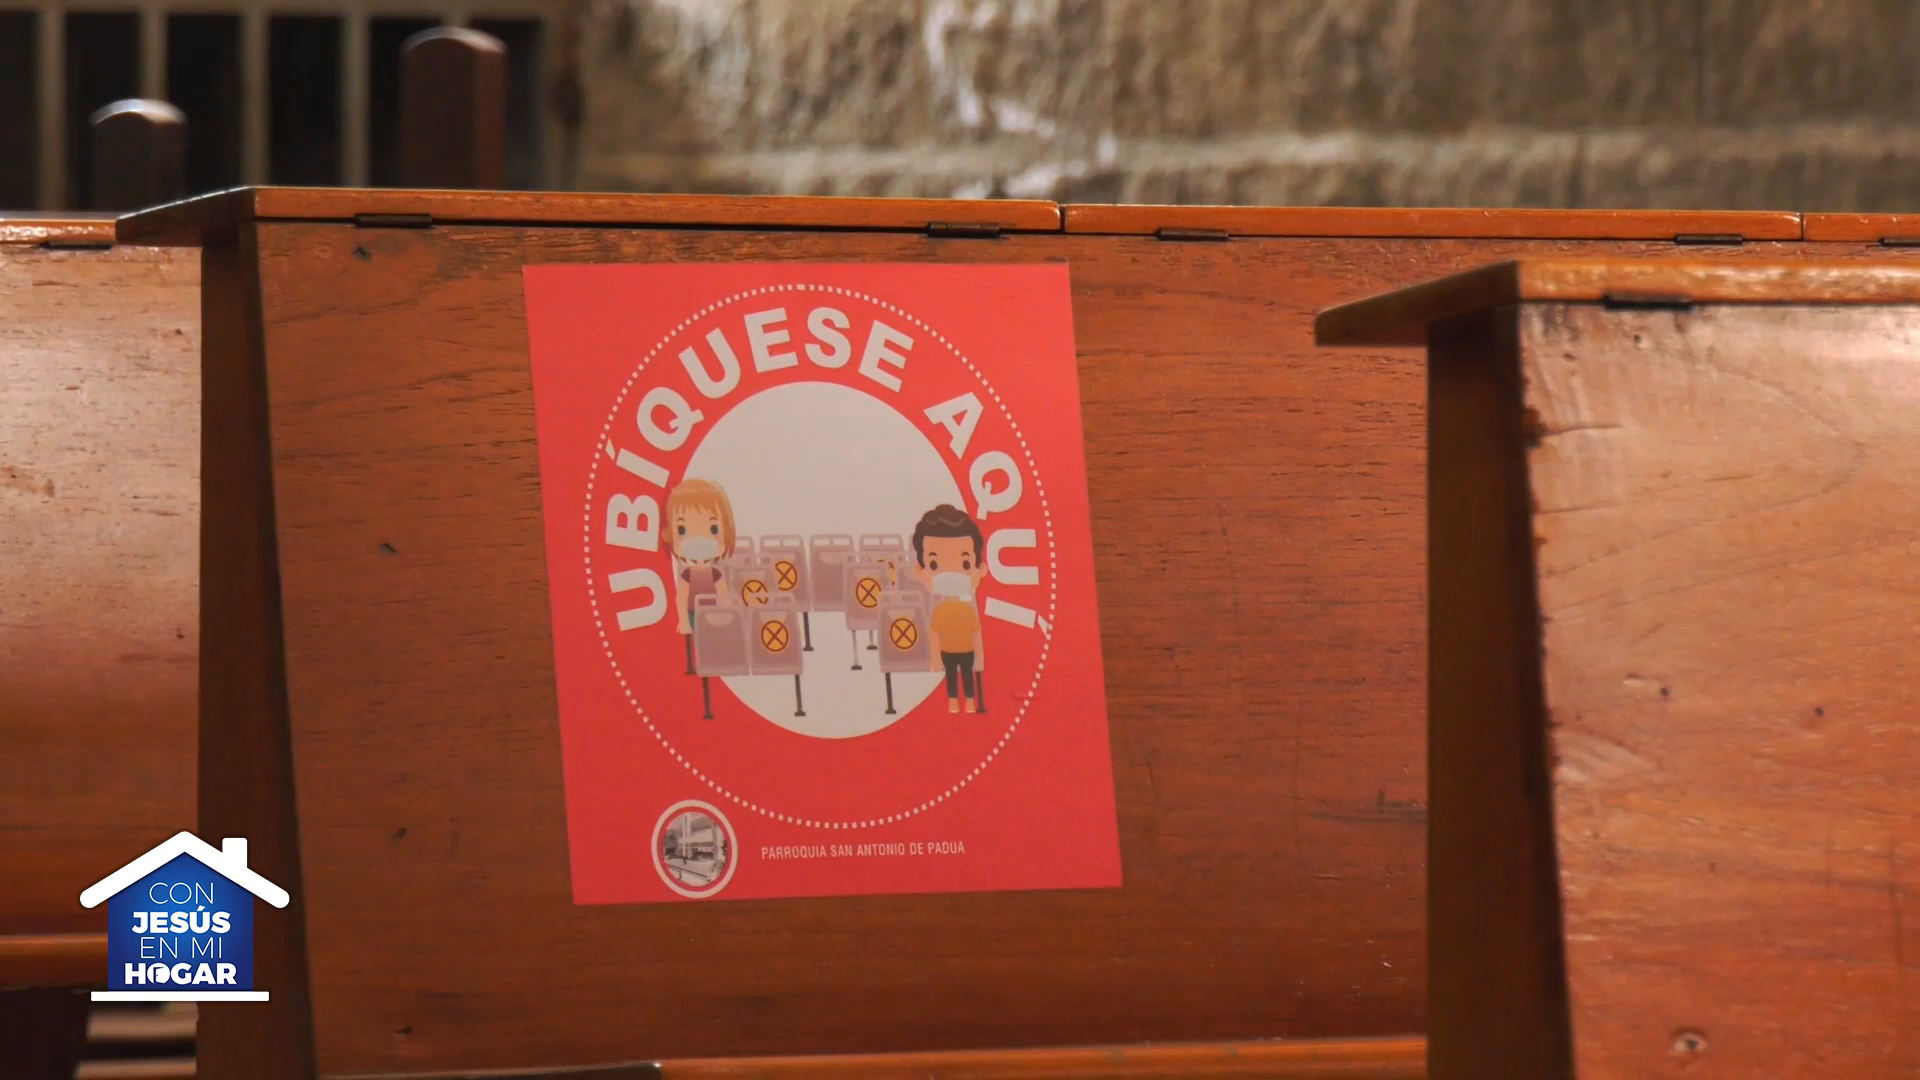 UBÍQUESE AQUÍ
PARROQUIA SAN ANTONIO DE PADUA
CON
JESÚS
EN MI
HOGAR